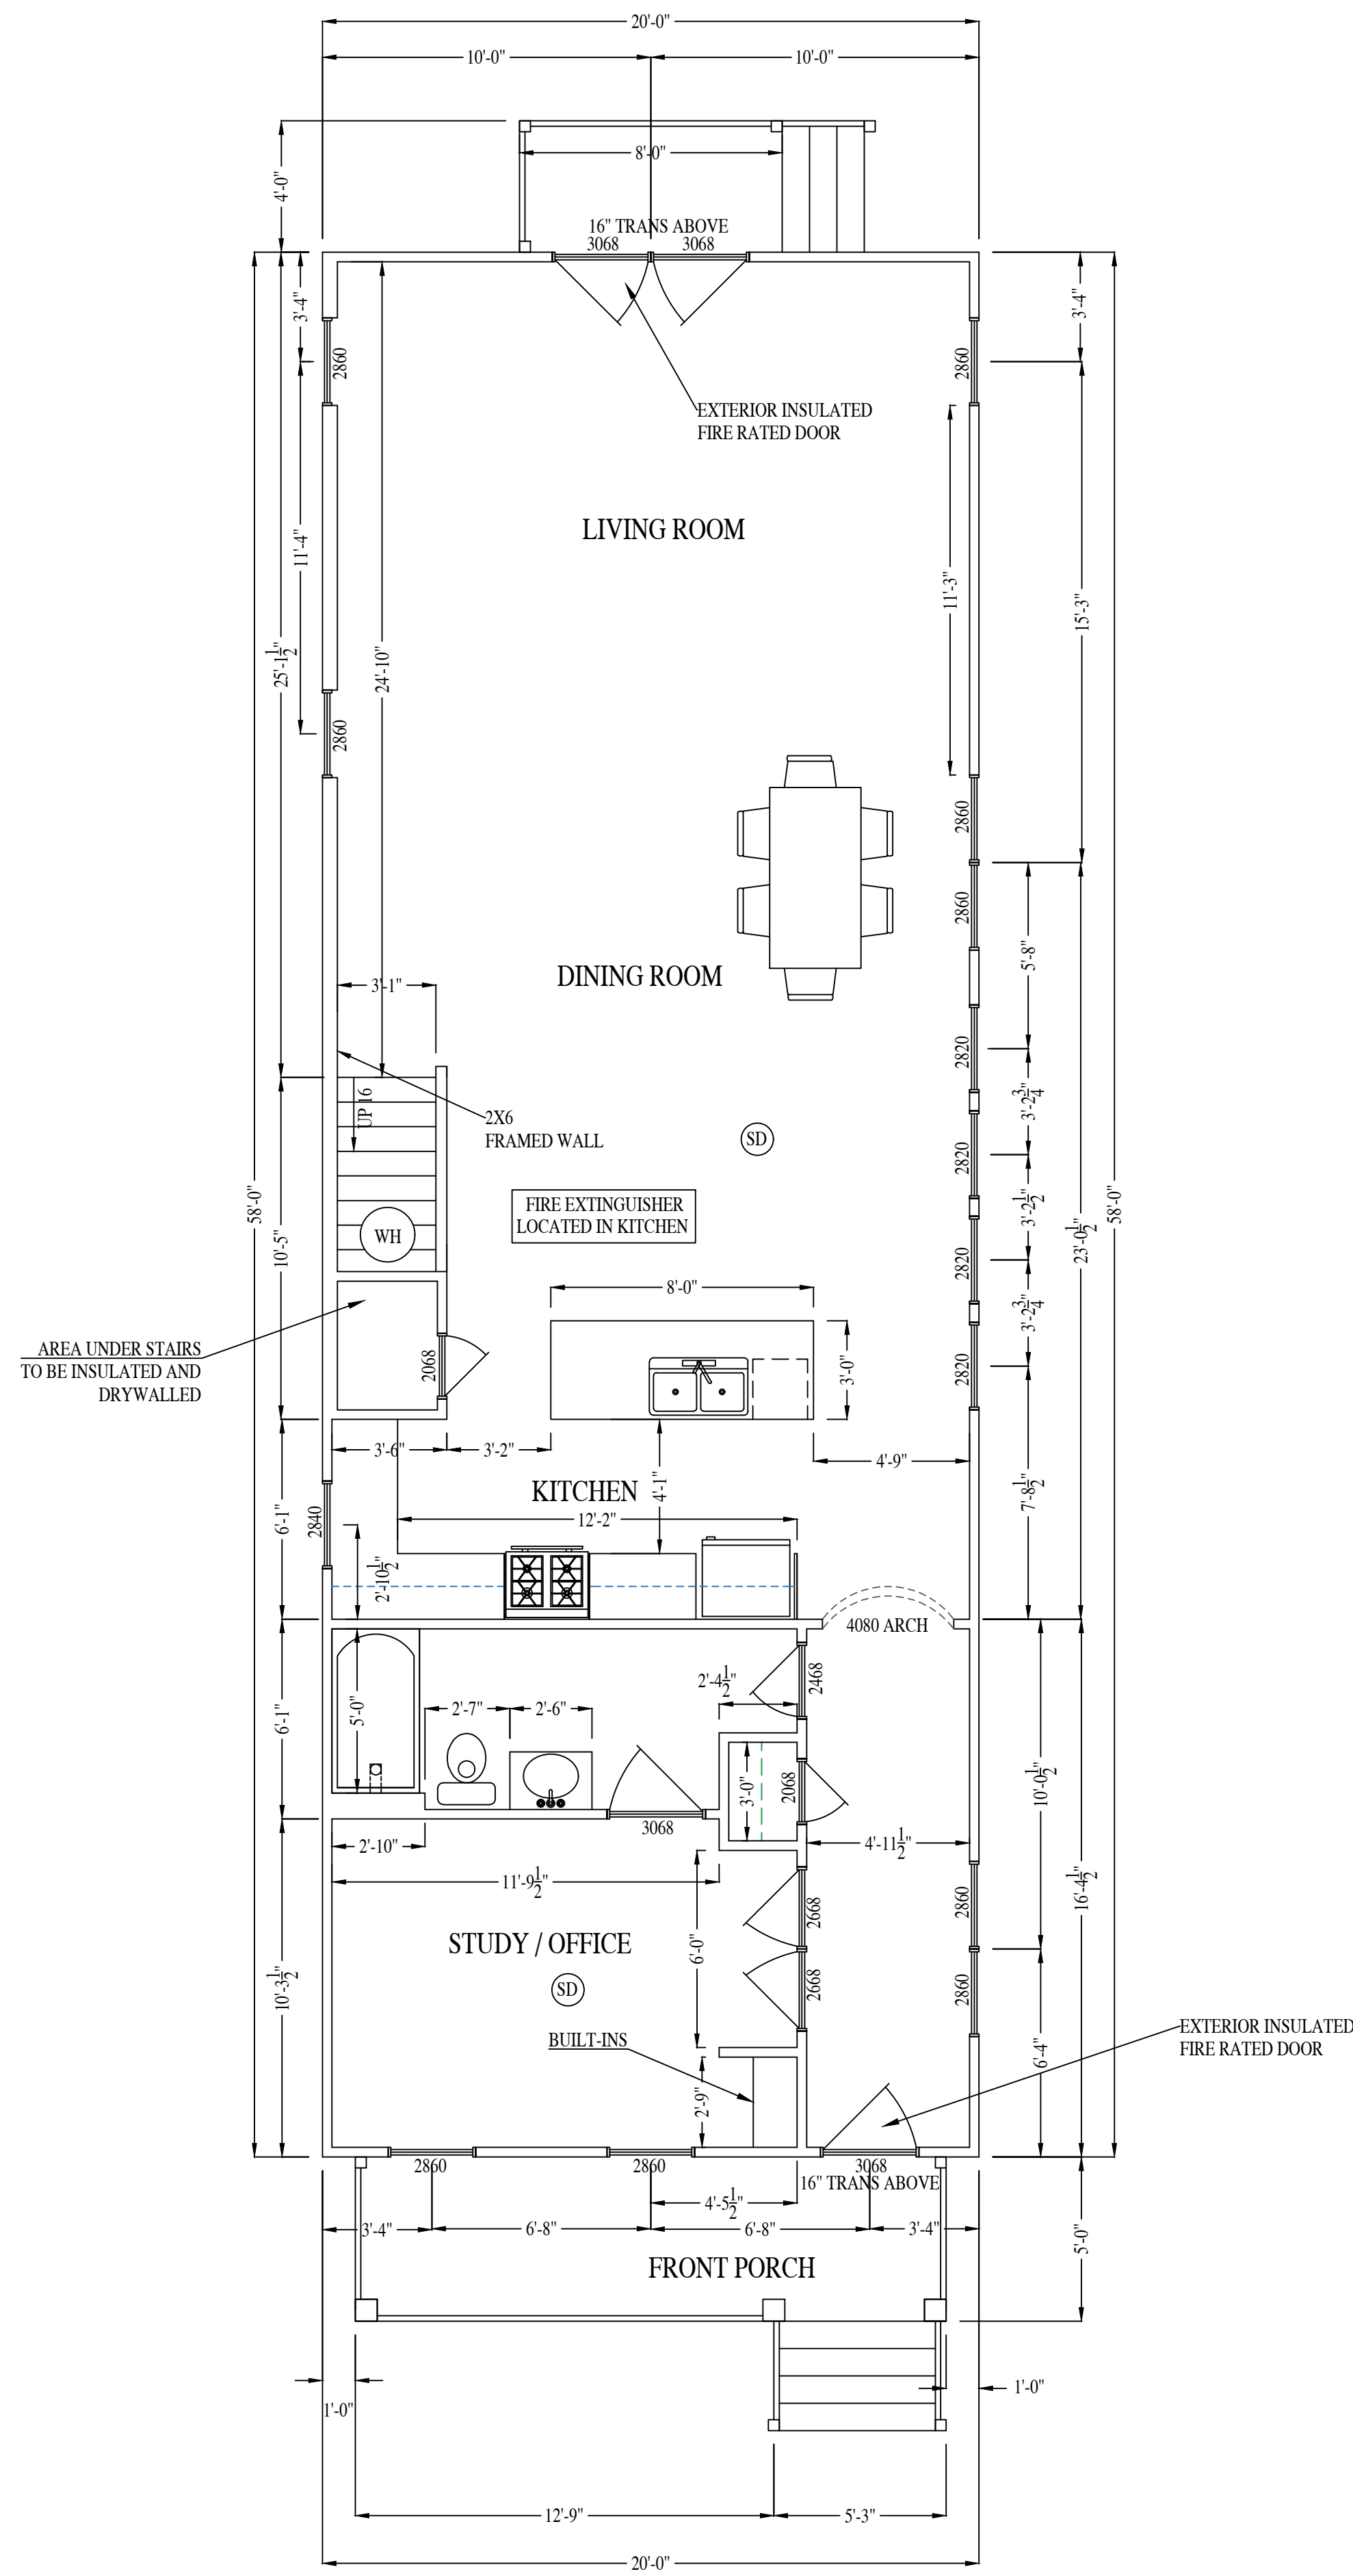 20'-0"
10'-0" 10'-0"
4'-0"
8'-0"
16" TRANS ABOVE
3068 3068
3'-4" 3'-4"
2860 2860
EXTERIOR INSULATED
FIRE RATED DOOR
LIVING ROOM
11'-4"
11'-3"
15'-3"
25'-1 1/2"
24'-10"
2860
2860
2860
5'-8"
DINING ROOM
3'-1"
2820
3'-2 3/4"
UP 16
2X6
FRAMED WALL
SD
2820
3'-2 1/2"
58'-0"
58'-0"
FIRE EXTINGUISHER
LOCATED IN KITCHEN
WH
10'-5"
23'-0 1/2"
2820
3'-2 3/4"
8'-0"
AREA UNDER STAIRS
TO BE INSULATED AND
DRYWALLED
2068
3'-0"
2820
3'-6" 3'-2"
4'-9"
KITCHEN
4'-1"
7'-8 1/2"
6'-1"
2840
12'-2"
2'-10 1/2"
4080 ARCH
2'-4 1/2"
2468
5'-0"
2'-7" 2'-6"
6'-1"
3'-0"
2068
10'-0 1/2"
3068
2'-10"
4'-11 1/2"
11'-9 1/2"
16'-4 1/2"
2860
2668
STUDY / OFFICE
6'-0"
SD
10'-3 1/2"
2668
2860
BUILT-INS
EXTERIOR INSULATED
FIRE RATED DOOR
6'-4"
2'-9"
2860 2860 3068
16" TRANS ABOVE
4'-5 1/2"
3'-4" 6'-8" 6'-8" 3'-4"
5'-0"
FRONT PORCH
1'-0" 1'-0"
12'-9" 5'-3"
20'-0"